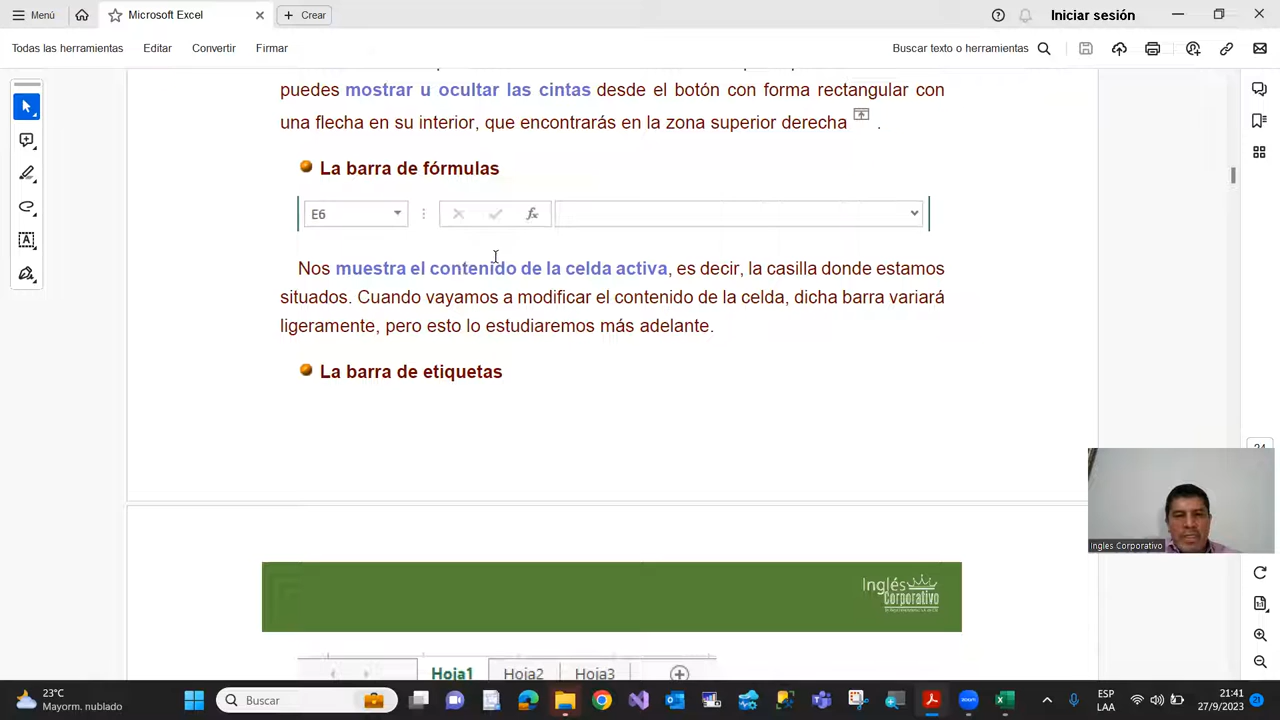 Menú
Microsoft Excel
Crear
Iniciar sesión
Todas las herramientas
Editar
Convertir
Firmar
Buscar texto o herramientas
puedes mostrar u ocultar las cintas desde el botón con forma rectangular con
una flecha en su interior, que encontrarás en la zona superior derecha .
La barra de fórmulas
E6
fx
Nos muestra el contenido de la celda activa, es decir, la casilla donde estamos
situados. Cuando vayamos a modificar el contenido de la celda, dicha barra variará
ligeramente, pero esto lo estudiaremos más adelante.
La barra de etiquetas
Ingles Corporativo
Inglés
Corporativo
Hoja1 Hoja2 Hoja3
23°C
Mayorm. nublado
Buscar
ESP
LAA
21:41
27/9/2023